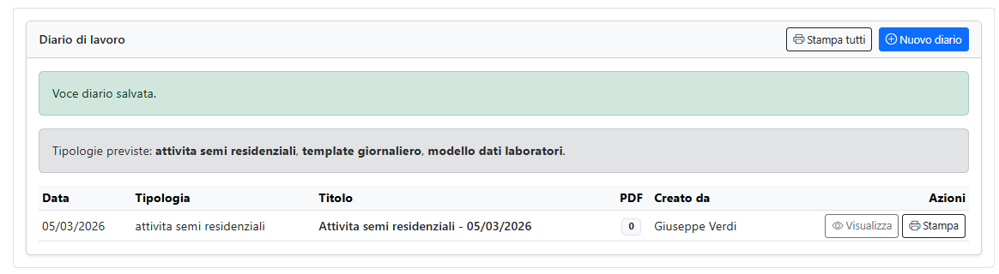 Diario di lavoro Stampa tutti Nuovo diario
Voce diario salvata.
Tipologie previste: attivita semi residenziali, template giornaliero, modello dati laboratori.
Data Tipologia Titolo PDF Creato da Azioni
05/03/2026 attivita semi residenziali Attivita semi residenziali - 05/03/2026 0 Giuseppe Verdi Visualizza Stampa